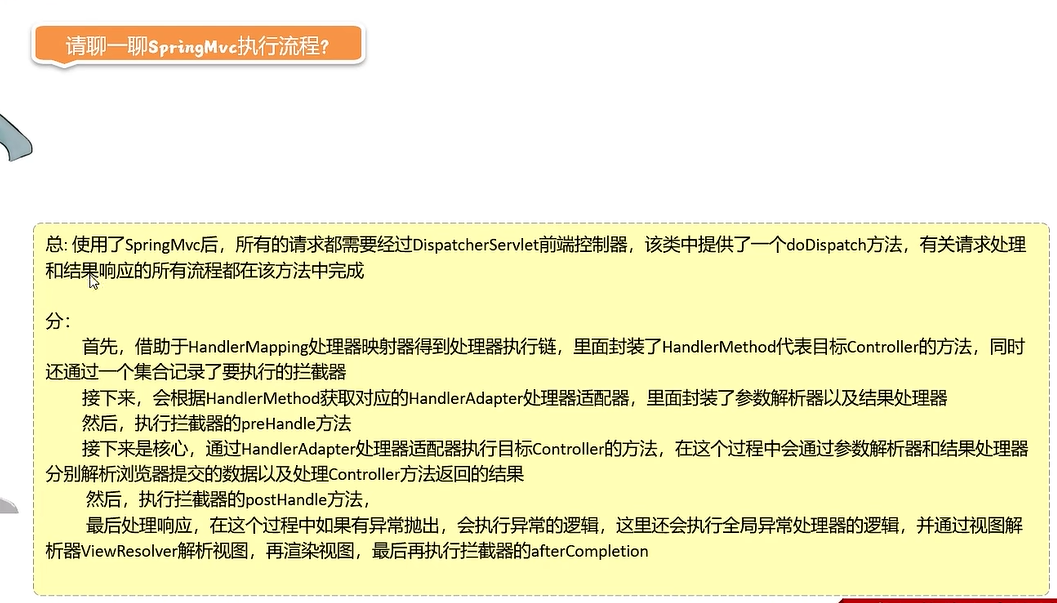 请聊一聊SpringMvc执行流程?
总: 使用了SpringMvc后，所有的请求都需要经过DispatcherServlet前端控制器，该类中提供了一个doDispatch方法，有关请求处理
和结果响应的所有流程都在该方法中完成
分：
首先，借助于HandlerMapping处理器映射器得到处理器执行链，里面封装了HandlerMethod代表目标Controller的方法，同时
还通过一个集合记录了要执行的拦截器
接下来，会根据HandlerMethod获取对应的HandlerAdapter处理器适配器，里面封装了参数解析器以及结果处理器
然后，执行拦截器的preHandle方法
接下来是核心，通过HandlerAdapter处理器适配器执行目标Controller的方法，在这个过程中会通过参数解析器和结果处理器
分别解析浏览器提交的数据以及处理Controller方法返回的结果
然后，执行拦截器的postHandle方法，
最后处理响应，在这个过程中如果有异常抛出，会执行异常的逻辑，这里还会执行全局异常处理器的逻辑，并通过视图解
析器ViewResolver解析视图，再渲染视图，最后再执行拦截器的afterCompletion